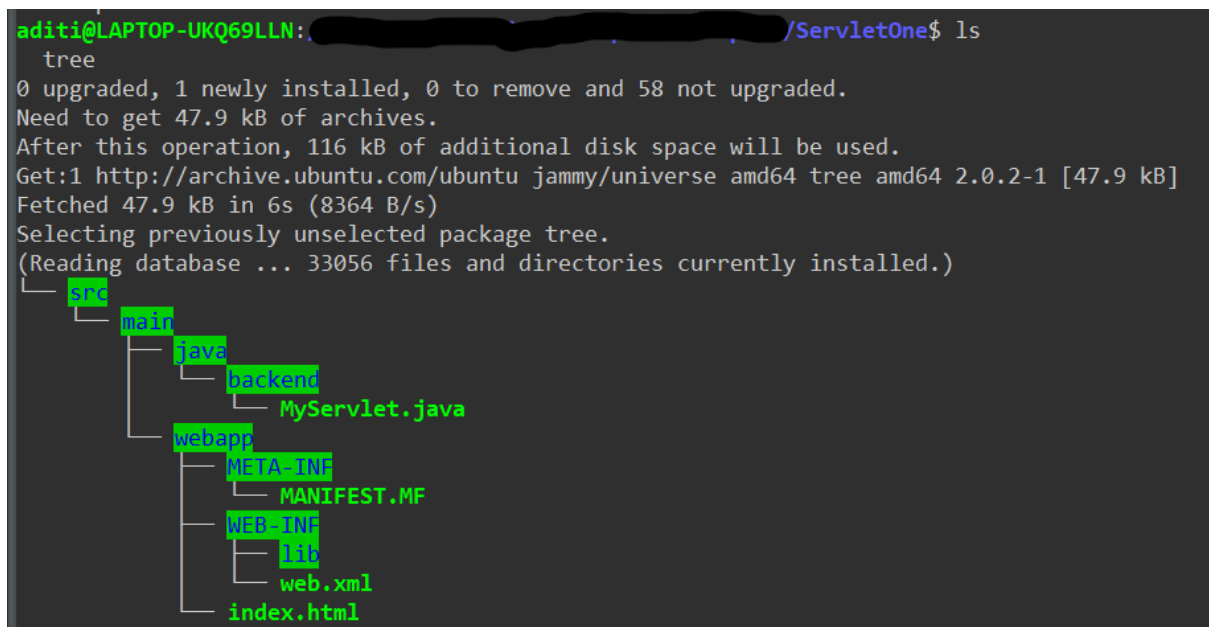 aditi@LAPTOP-UKQ69LLN: /ServletOne$ ls
tree
0 upgraded, 1 newly installed, 0 to remove and 58 not upgraded.
Need to get 47.9 kB of archives.
After this operation, 116 kB of additional disk space will be used.
Get:1 http://archive.ubuntu.com/ubuntu jammy/universe amd64 tree amd64 2.0.2-1 [47.9 kB]
Fetched 47.9 kB in 6s (8364 B/s)
Selecting previously unselected package tree.
(Reading database ... 33056 files and directories currently installed.)
└── src
    └── main
        ├── java
        │   └── backend
        │       └── MyServlet.java
        └── webapp
            ├── META-INF
            │   └── MANIFEST.MF
            ├── WEB-INF
            │   ├── lib
            │   └── web.xml
            └── index.html